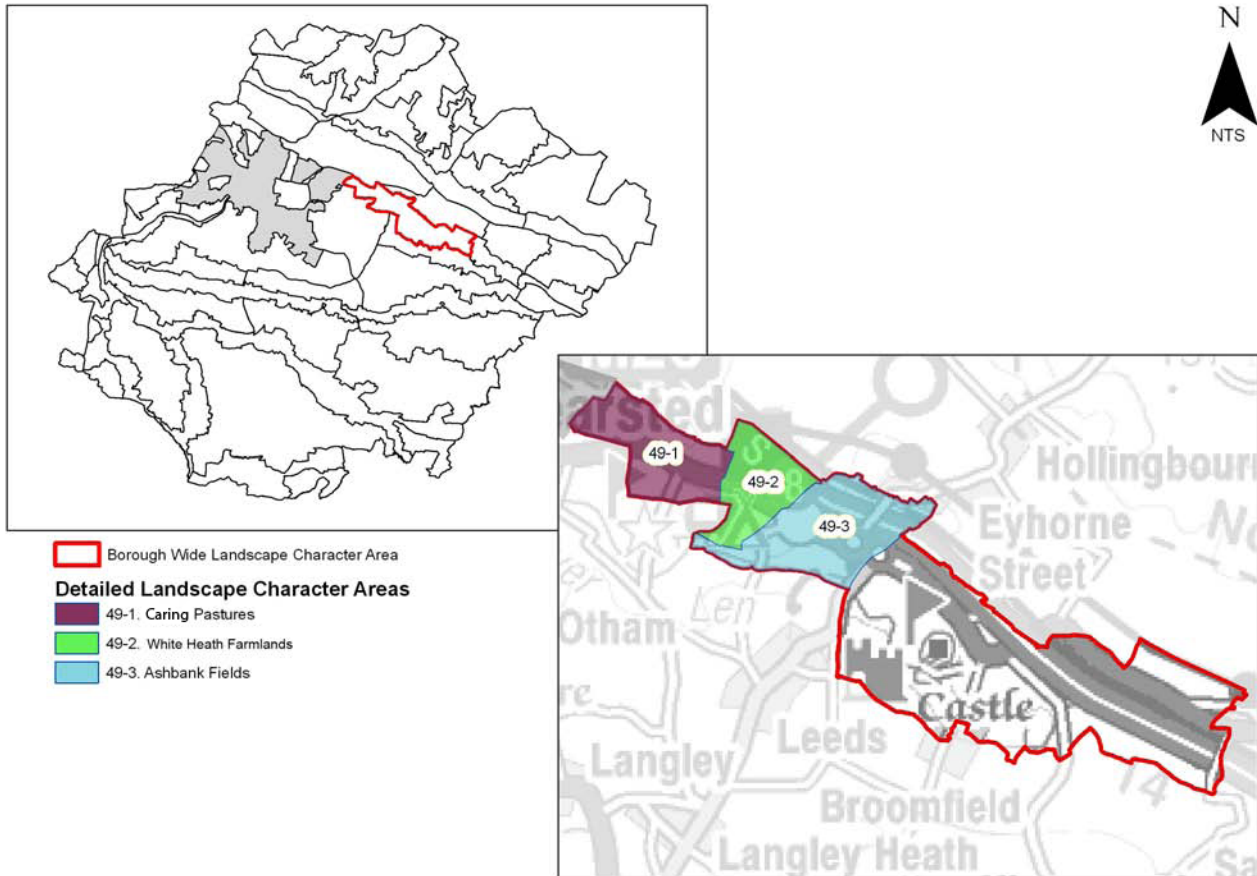 N
NTS
Borough Wide Landscape Character Area
Detailed Landscape Character Areas
49-1. Caring Pastures
49-2. White Heath Farmlands
49-3. Ashbank Fields
earsted
49-1
49-2
49-3
Hollingbourn
Eyhorne
Street
Otham
Len
Castle
Leeds
Langley
Broomfield
14
Langley Heath